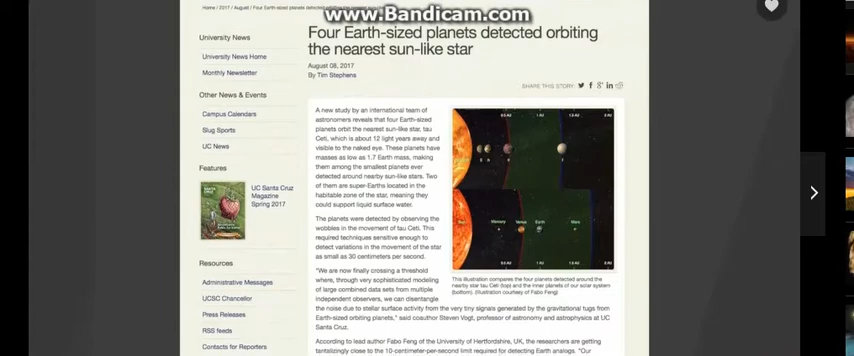 www.Bandicam.com
Home / 2017 / August / Four Earth-sized planets detected orbiting the nearest
Four Earth-sized planets detected orbiting
the nearest sun-like star
August 08, 2017
By Tim Stephens
SHARE THIS STORY
University News
University News Home
Monthly Newsletter
Other News & Events
Campus Calendars
Slug Sports
UC News
Features
UC Santa Cruz
Magazine
Spring 2017
Resources
Administrative Messages
UCSC Chancellor
Press Releases
RSS feeds
Contacts for Reporters
A new study by an international team of
astronomers reveals that four Earth-sized
planets orbit the nearest sun-like star, tau
Ceti, which is about 12 light years away and
visible to the naked eye. These planets have
masses as low as 1.7 Earth mass, making
them among the smallest planets ever
detected around nearby sun-like stars. Two
of them are super-Earths located in the
habitable zone of the star, meaning they
could support liquid surface water.
The planets were detected by observing the
wobbles in the movement of tau Ceti. This
required techniques sensitive enough to
detect variations in the movement of the star
as small as 30 centimeters per second.
"We are now finally crossing a threshold
where, through very sophisticated modeling
of large combined data sets from multiple
independent observers, we can disentangle
the noise due to stellar surface activity from the very tiny signals generated by the gravitational tugs from
Earth-sized orbiting planets," said coauthor Steven Vogt, professor of astronomy and astrophysics at UC
Santa Cruz.
According to lead author Fabo Feng of the University of Hertfordshire, UK, the researchers are getting
tantalizingly close to the 10-centimeter-per-second limit required for detecting Earth analogs. "Our
Mercury
Venus
Earth
Mars
This illustration compares the four planets detected around the
nearby star tau Ceti (top) and the inner planets of our solar system
(bottom). (Illustration courtesy of Fabo Feng)